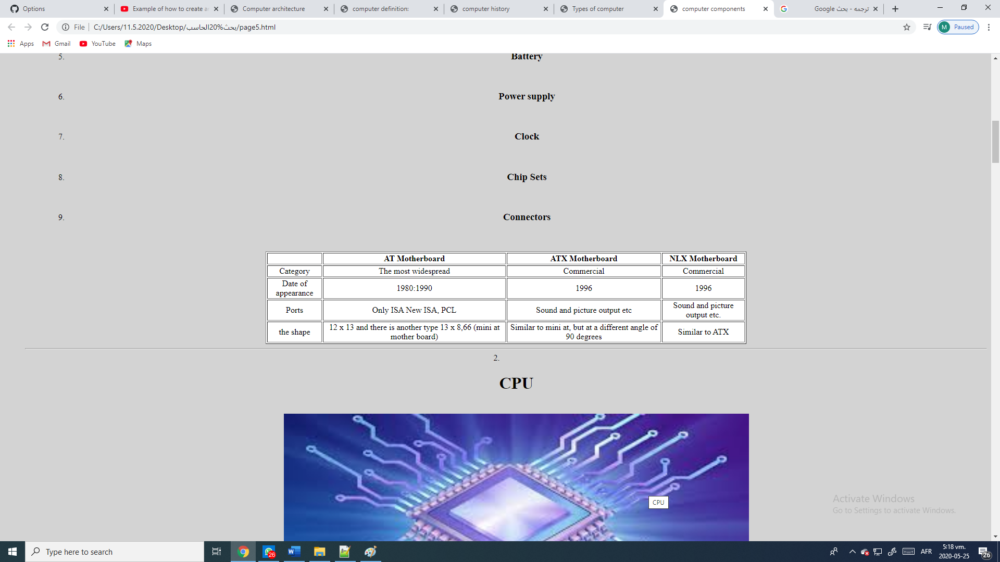 Options
Example of how to create a
Computer architecture
computer definition:
computer history
Types of computer
computer components
ترجمه - بحث Google
File
C:/Users/11.5.2020/Desktop/بحث%20الحاسب/page5.html
M
Paused
Apps
Gmail
YouTube
Maps
5. Battery
6. Power supply
7. Clock
8. Chip Sets
9. Connectors
AT Motherboard ATX Motherboard NLX Motherboard
Category The most widespread Commercial Commercial
Date of appearance 1980:1990 1996 1996
Ports Only ISA New ISA, PCL Sound and picture output etc Sound and picture output etc.
the shape 12 x 13 and there is another type 13 x 8,66 (mini at mother board) Similar to mini at, but at a different angle of 90 degrees Similar to ATX
2.
CPU
CPU
Activate Windows
Go to Settings to activate Windows.
Type here to search
26
AFR
5:18 vm.
2020-05-25
26